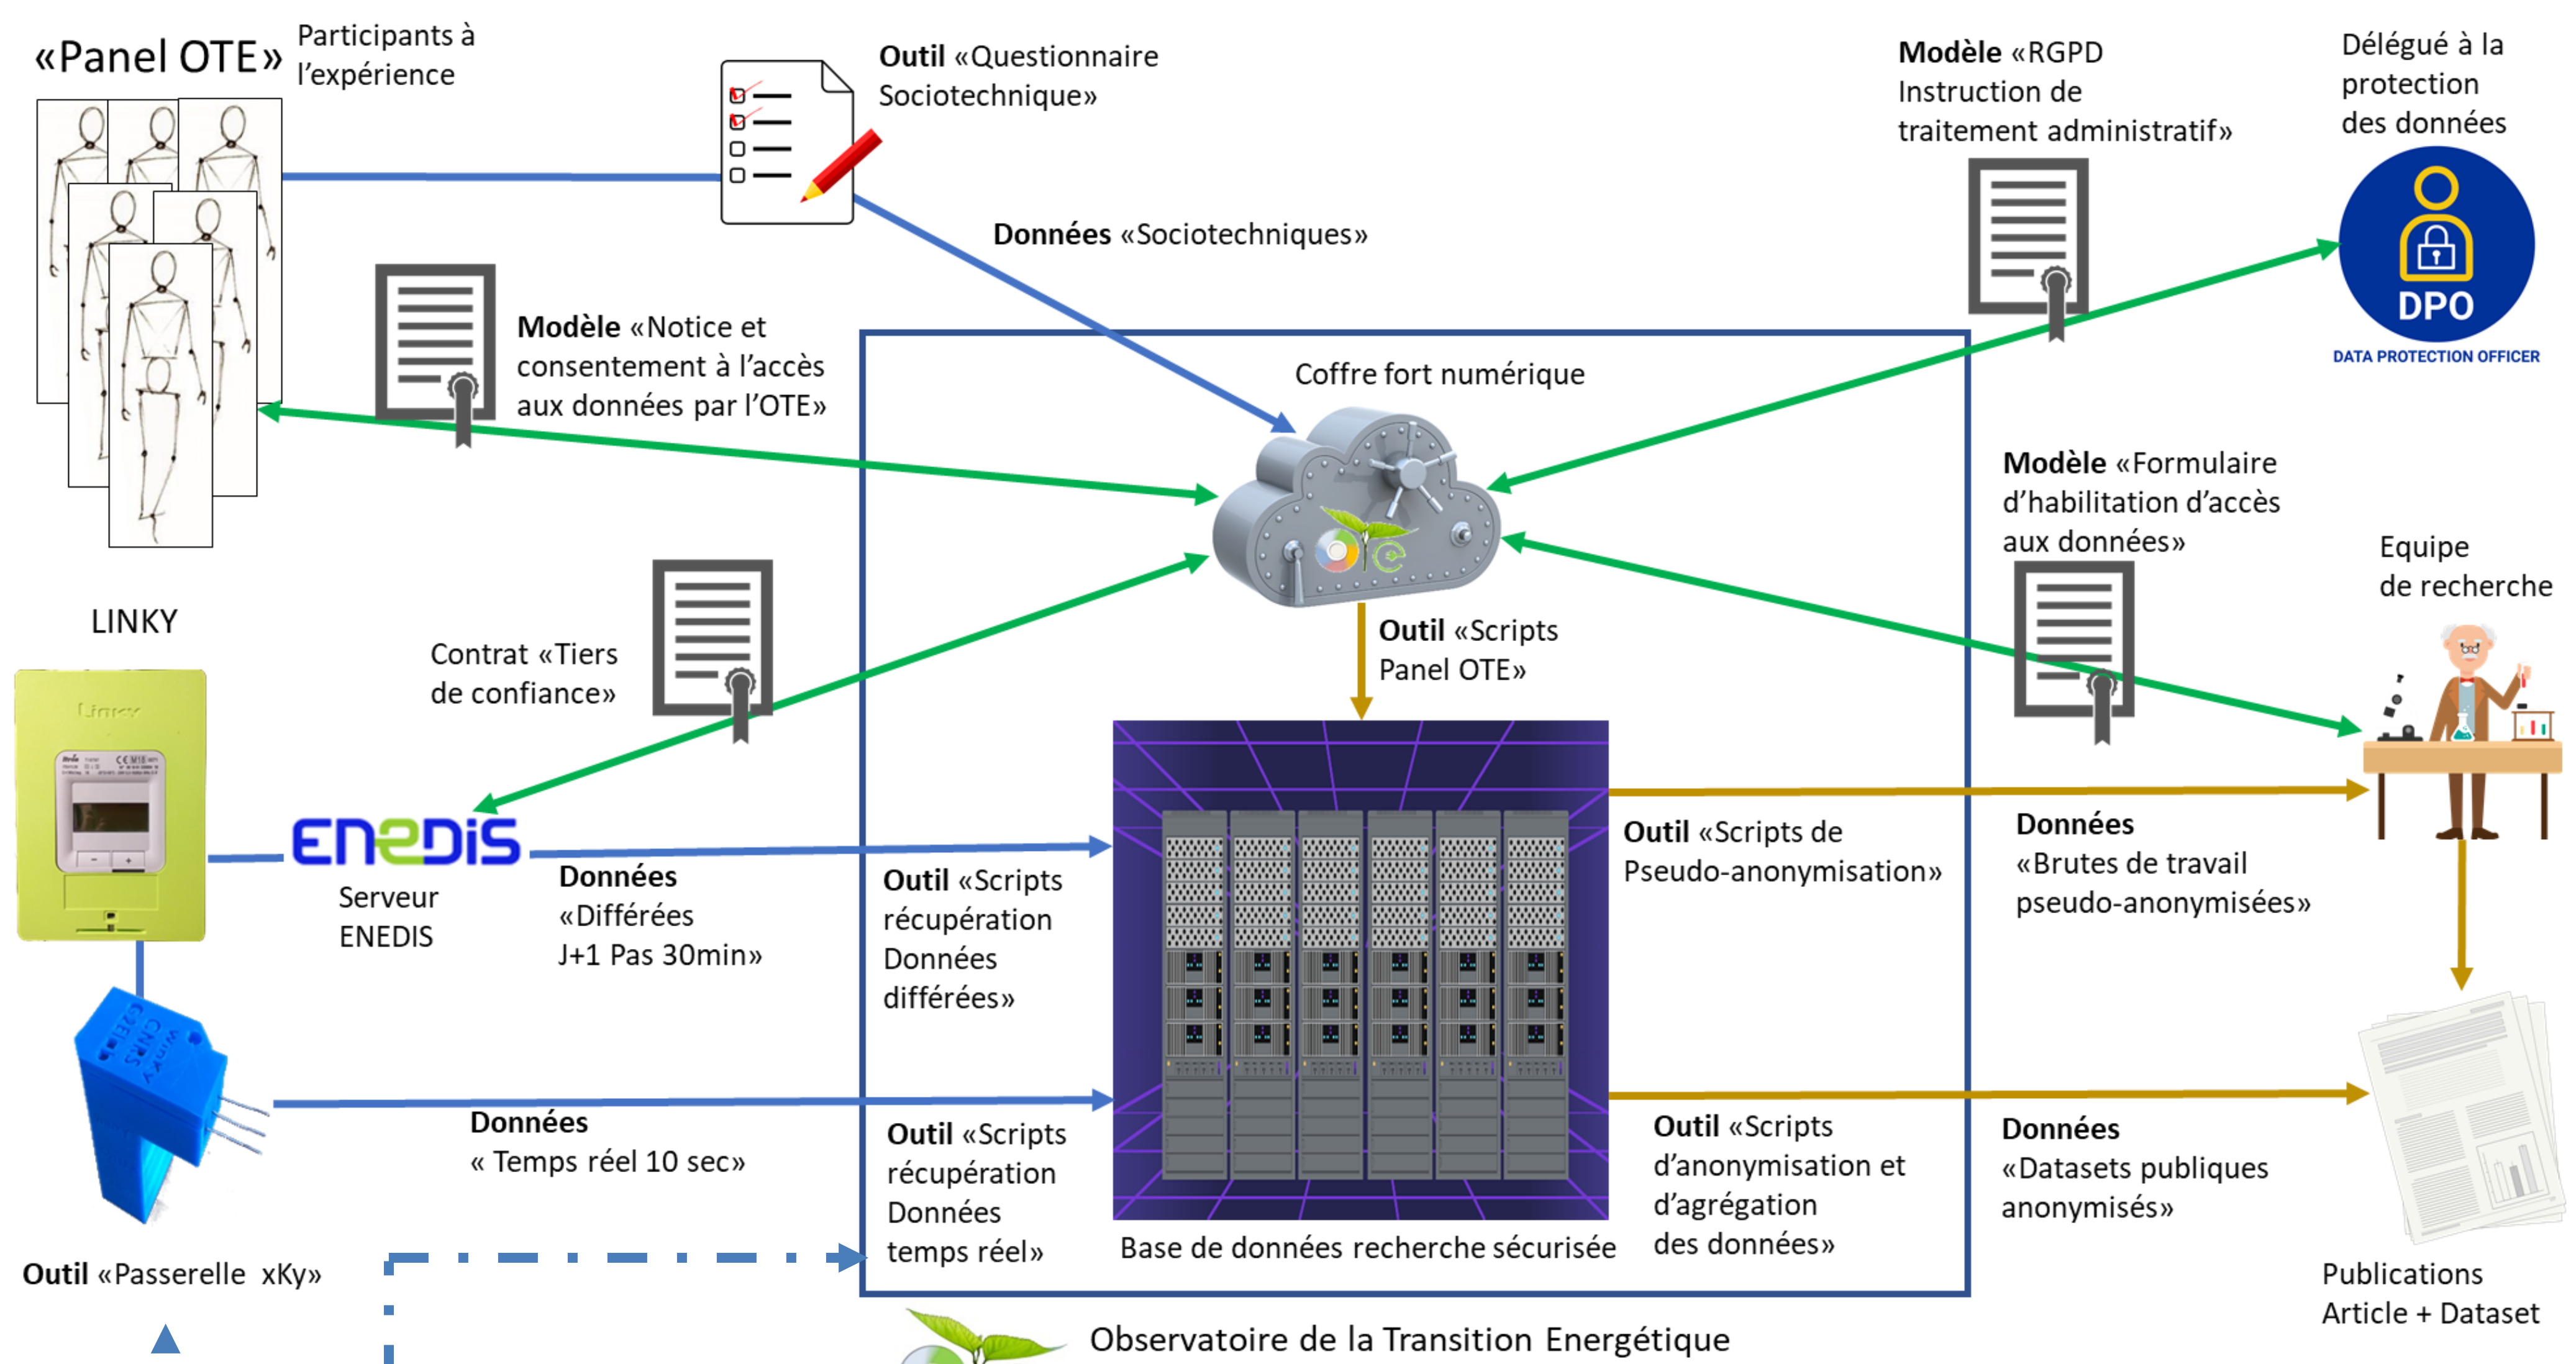 «Panel OTE»
Participants à
l'expérience
Outil «Questionnaire
Sociotechnique»
Modèle «RGPD
Instruction de
traitement administratif»
Délégué à la
protection
des données
DPO
DATA PROTECTION OFFICER
Données «Sociotechniques»
Modèle «Notice et
consentement à l'accès
aux données par l'OTE»
Coffre fort numérique
Modèle «Formulaire
d'habilitation d'accès
aux données»
Equipe
de recherche
LINKY
Linky
Contrat «Tiers
de confiance»
Outil «Scripts
Panel OTE»
ENEDIS
Serveur
ENEDIS
Données
«Différées
J+1 Pas 30min»
Outil «Scripts
récupération
Données
différées»
Outil «Scripts de
Pseudo-anonymisation»
Données
«Brutes de travail
pseudo-anonymisées»
WinKy
CNRS
Données
« Temps réel 10 sec»
Outil «Scripts
récupération
Données
temps réel»
Base de données recherche sécurisée
Outil «Scripts
d'anonymisation et
d'agrégation
des données»
Données
«Datasets publiques
anonymisés»
Outil «Passerelle xKy»
Publications
Article + Dataset
Observatoire de la Transition Energétique